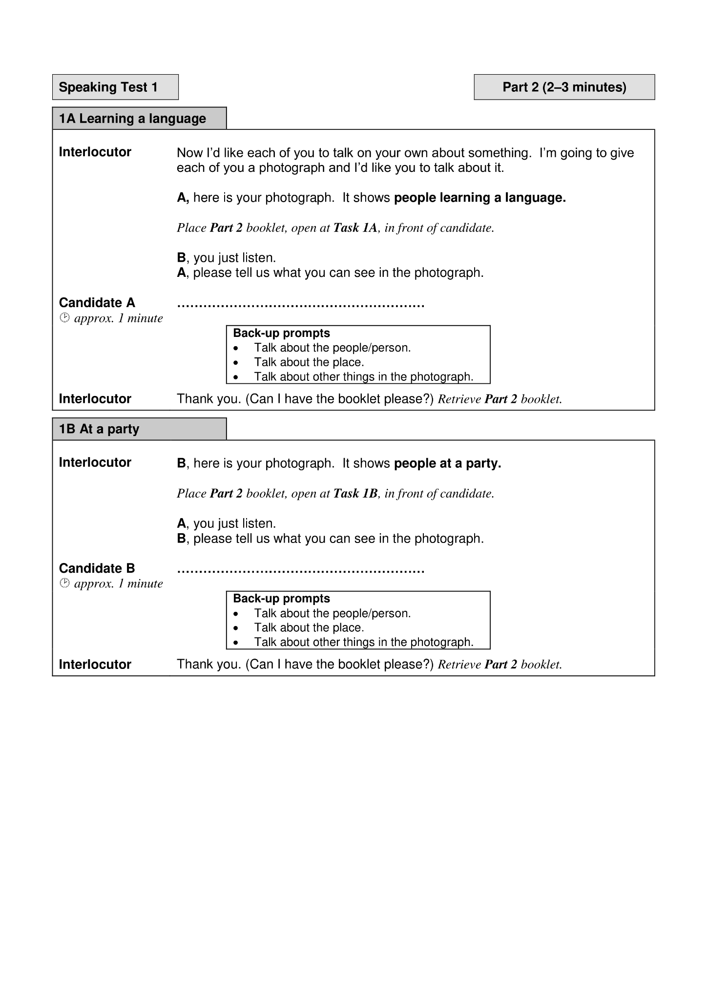 Speaking Test 1
Part 2 (2–3 minutes)
1A Learning a language
Interlocutor
Now I’d like each of you to talk on your own about something.  I’m going to give
each of you a photograph and I’d like you to talk about it.
A, here is your photograph.  It shows people learning a language.
Place Part 2 booklet, open at Task 1A, in front of candidate.
B, you just listen.
A, please tell us what you can see in the photograph.
Candidate A
………………………………………………….
approx. 1 minute
Back-up prompts
• Talk about the people/person.
• Talk about the place.
• Talk about other things in the photograph.
Interlocutor
Thank you. (Can I have the booklet please?) Retrieve Part 2 booklet.
1B At a party
Interlocutor
B, here is your photograph.  It shows people at a party.
Place Part 2 booklet, open at Task 1B, in front of candidate.
A, you just listen.
B, please tell us what you can see in the photograph.
Candidate B
………………………………………………….
approx. 1 minute
Back-up prompts
• Talk about the people/person.
• Talk about the place.
• Talk about other things in the photograph.
Interlocutor
Thank you. (Can I have the booklet please?) Retrieve Part 2 booklet.